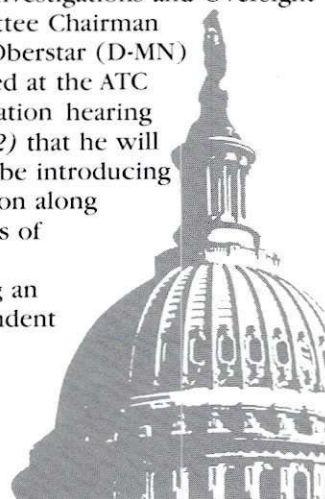 nvestigations and Oversight
ttee Chairman
Oberstar (D-MN)
ed at the ATC
ation hearing
2) that he will
be introducing
on along
s of
g an
ndent